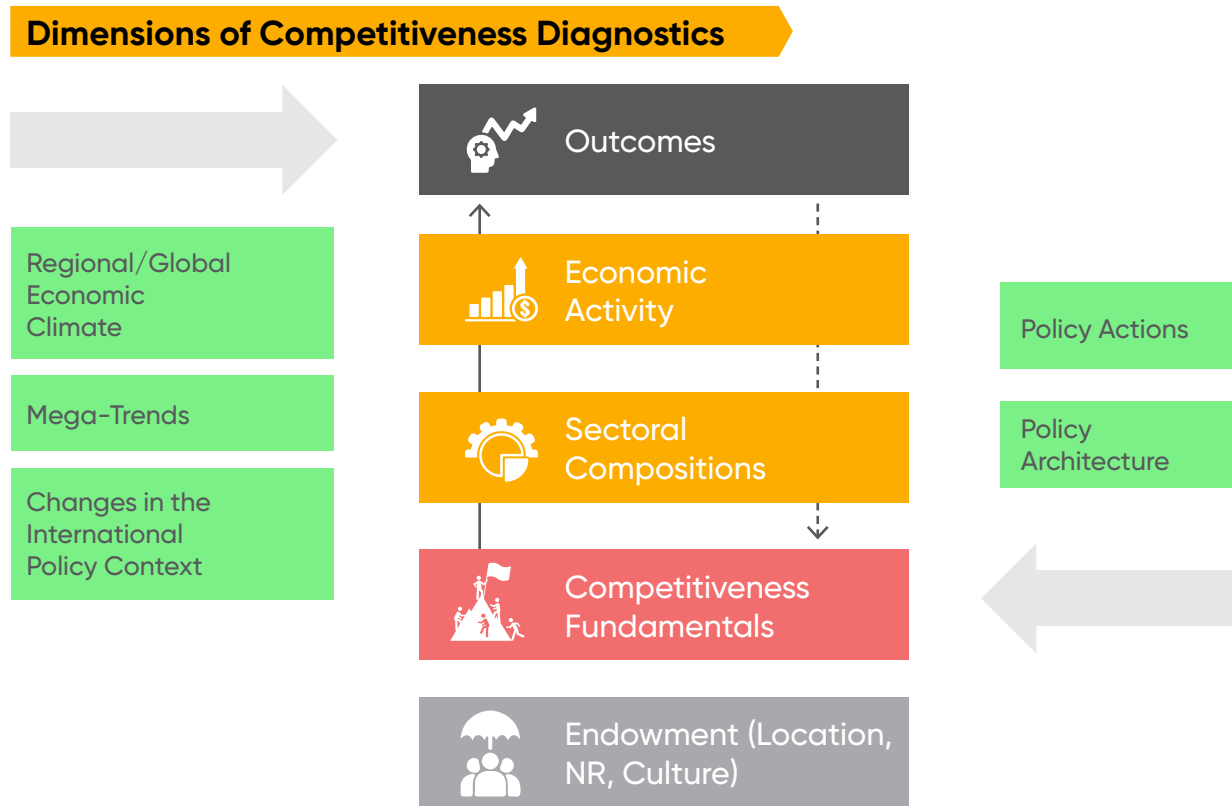 Dimensions of Competitiveness Diagnostics
Outcomes
Regional/Global
Economic
Climate
Mega-Trends
Changes in the
International
Policy Context
Economic
Activity
Sectoral
Compositions
Competitiveness
Fundamentals
Endowment (Location,
NR, Culture)
Policy Actions
Policy
Architecture
$